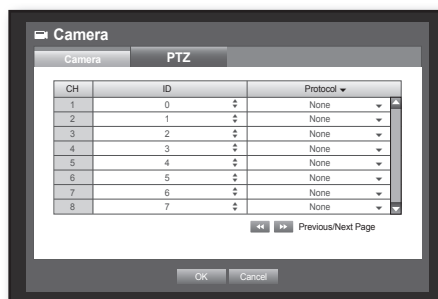 Camera
Camera PTZ
CH ID Protocol
1 0 None
2 1 None
3 2 None
4 3 None
5 4 None
6 5 None
7 6 None
8 7 None
Previous/Next Page
OK Cancel